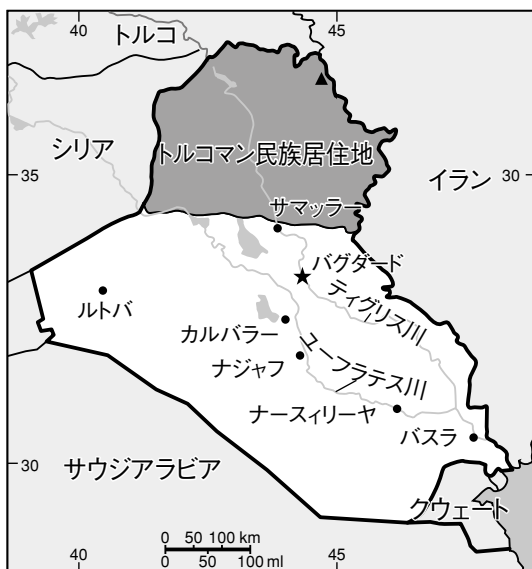 40
45
トルコ
シリア
トルコマン民族居住地
35
イラン
30
サマッラー
バグダード
ティグリス川
ルトバ
カルバラー
ユーフラテス川
ナジャフ
ナースィリーヤ
バスラ
30
サウジアラビア
クウェート
40
0 50 100 km
45
0 50 100 ml